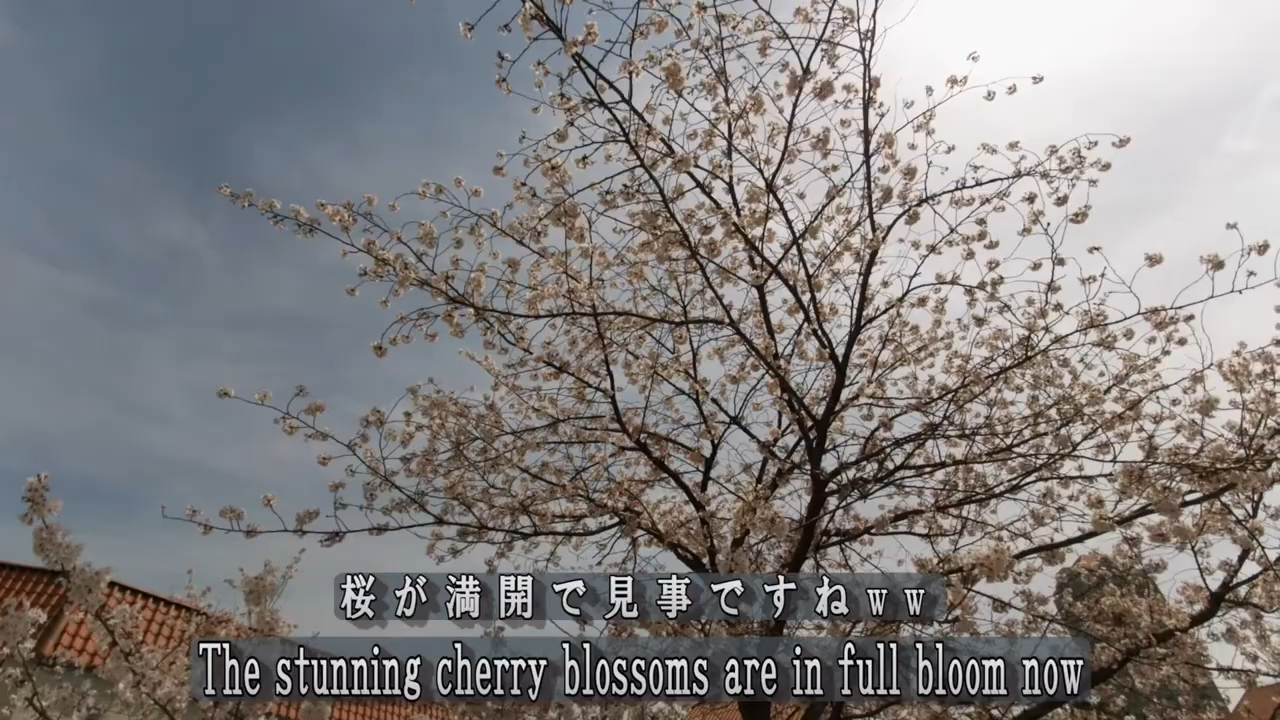 桜が満開で見事ですねｗｗ
The stunning cherry blossoms are in full bloom now